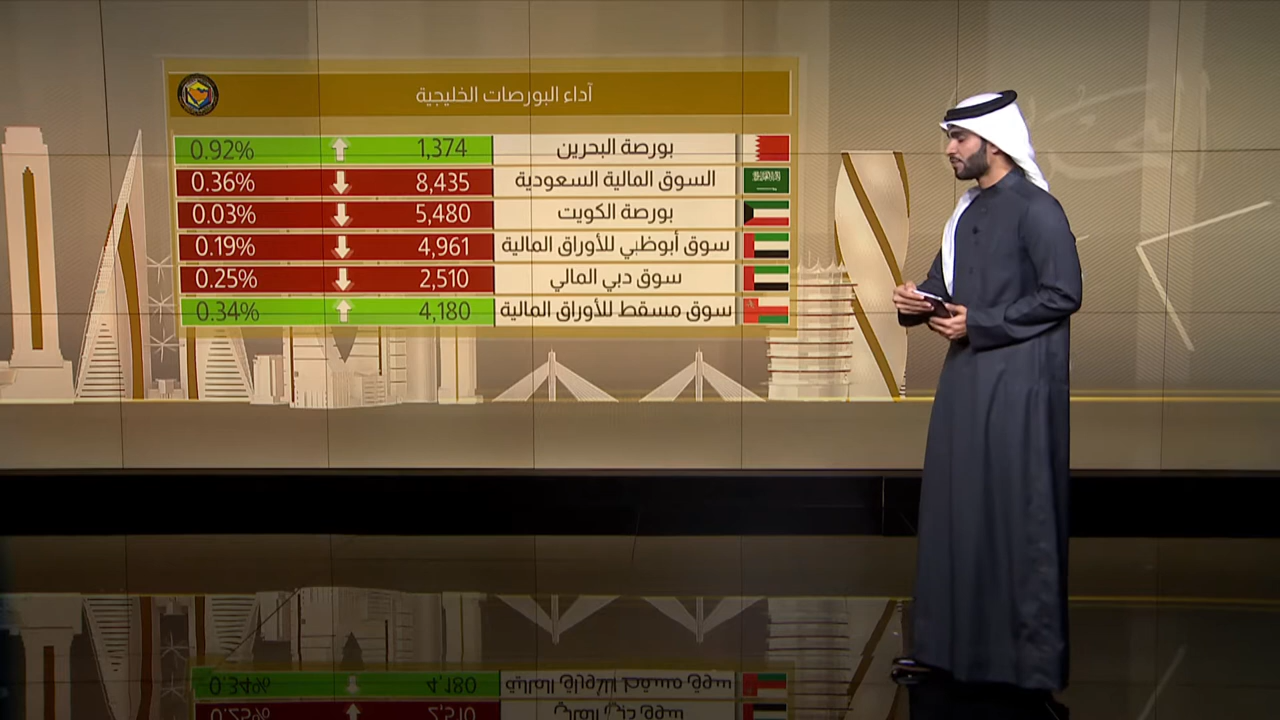 آداء البورصات الخليجية
بورصة البحرين 1,374 0.92%
السوق المالية السعودية 8,435 0.36%
بورصة الكويت 5,480 0.03%
سوق أبوظبي للأوراق المالية 4,961 0.19%
سوق دبي المالي 2,510 0.25%
سوق مسقط للأوراق المالية 4,180 0.34%